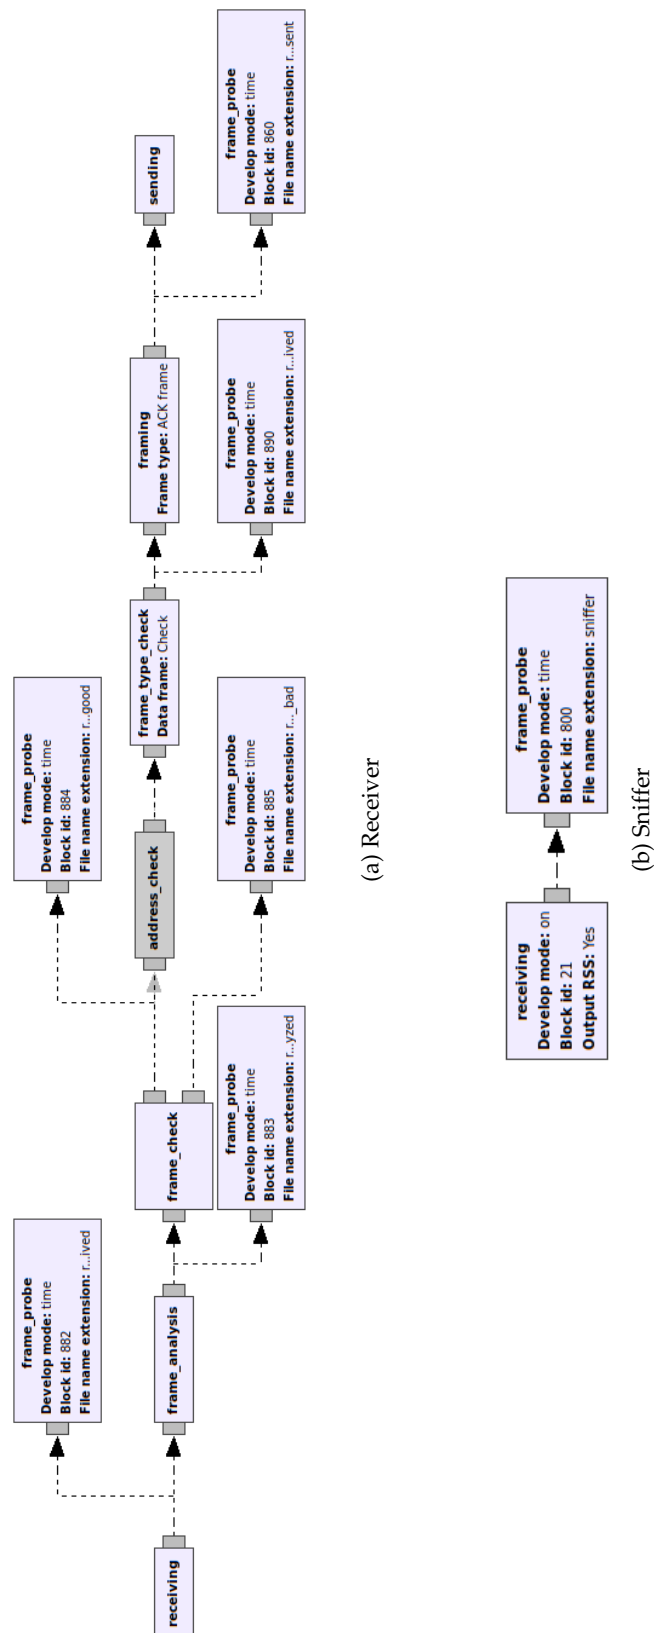 receiving
frame_probe
Develop mode: time
Block id: 882
File name extension: r...ived
frame_analysis
frame_probe
Develop mode: time
Block id: 883
File name extension: r...yzed
frame_check
frame_probe
Develop mode: time
Block id: 884
File name extension: r...good
address_check
frame_probe
Develop mode: time
Block id: 885
File name extension: r..._bad
frame_type_check
Data frame: Check
framing
Frame type: ACK frame
frame_probe
Develop mode: time
Block id: 890
File name extension: r...ived
sending
frame_probe
Develop mode: time
Block id: 860
File name extension: r...sent
(a) Receiver
receiving
Develop mode: on
Block id: 21
Output RSS: Yes
frame_probe
Develop mode: time
Block id: 800
File name extension: sniffer
(b) Sniffer